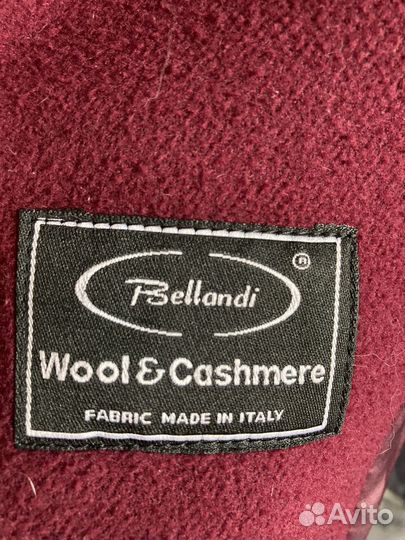 Bellandi ®
Wool & Cashmere
FABRIC MADE IN ITALY
Avito